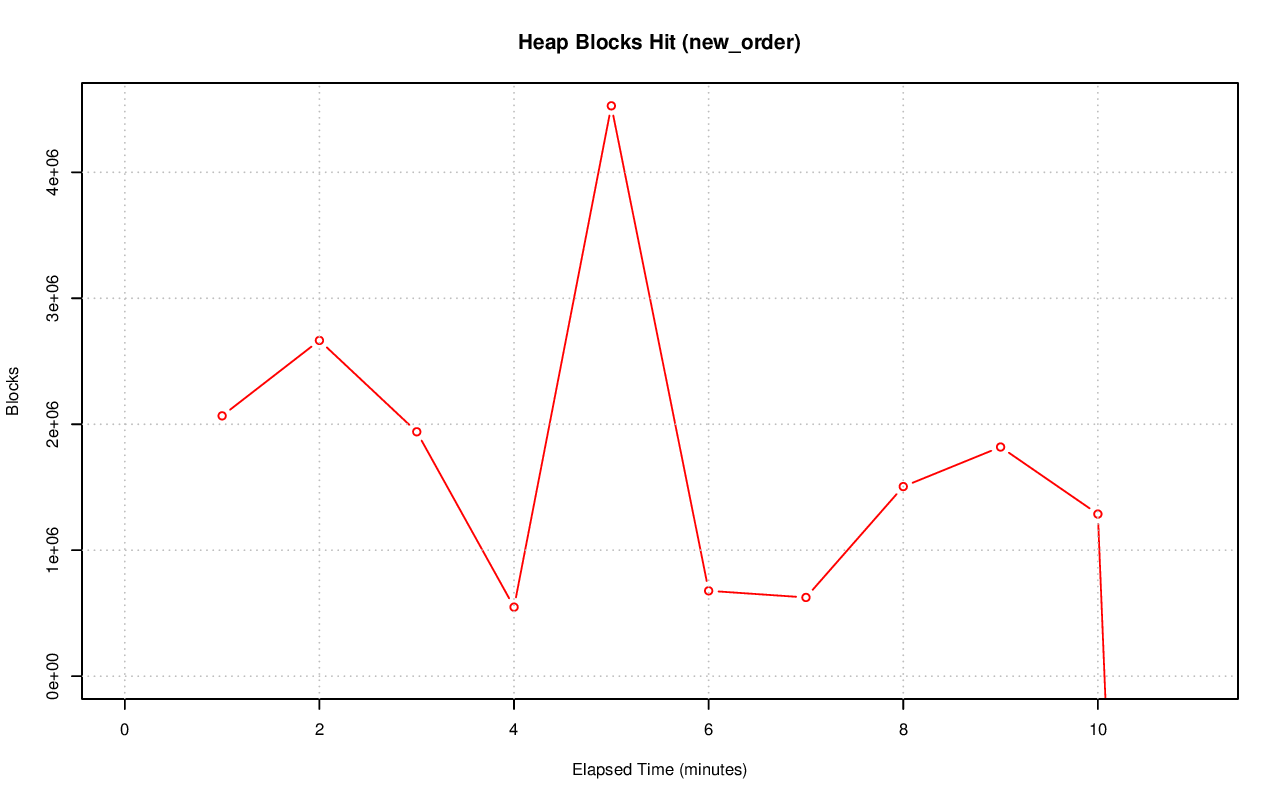 Heap Blocks Hit (new_order)
Blocks
4e+06
3e+06
2e+06
1e+06
0e+00
0 2 4 6 8 10
Elapsed Time (minutes)